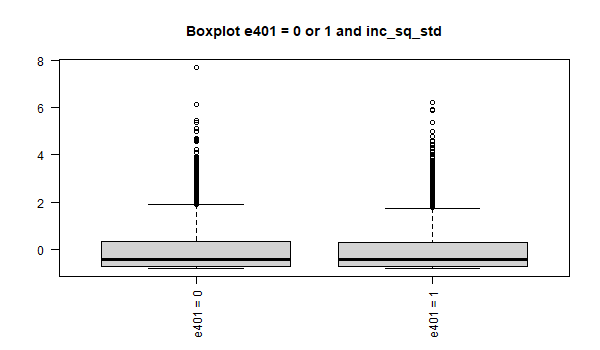 Boxplot e401 = 0 or 1 and inc_sq_std
8
6
4
2
0
e401 = 0
e401 = 1